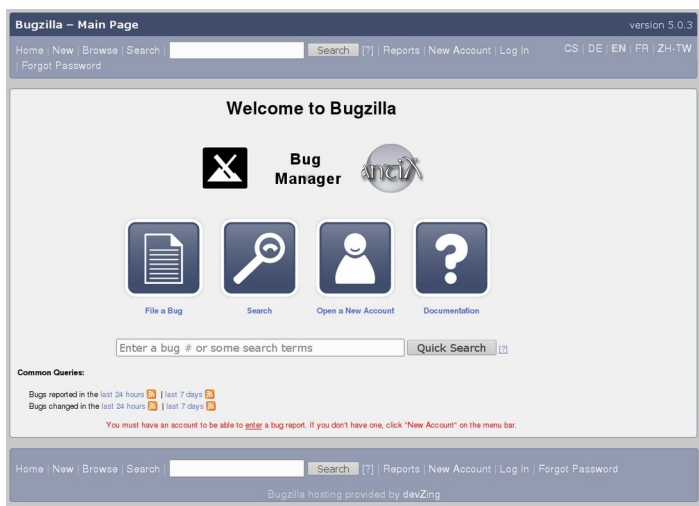 Bugzilla – Main Page version 5.0.3
Home | New | Browse | Search | Search [?] | Reports | New Account | Log In CS | DE | EN | FR | ZH-TW
| Forgot Password
Welcome to Bugzilla
Bug
Manager
antiX
File a Bug Search Open a New Account Documentation
Enter a bug # or some search terms Quick Search [?]
Common Queries:
Bugs reported in the last 24 hours | last 7 days
Bugs changed in the last 24 hours | last 7 days
You must have an account to be able to enter a bug report. If you don't have one, click "New Account" on the menu bar.
Home | New | Browse | Search | Search [?] | Reports | New Account | Log In | Forgot Password
Bugzilla hosting provided by devZing